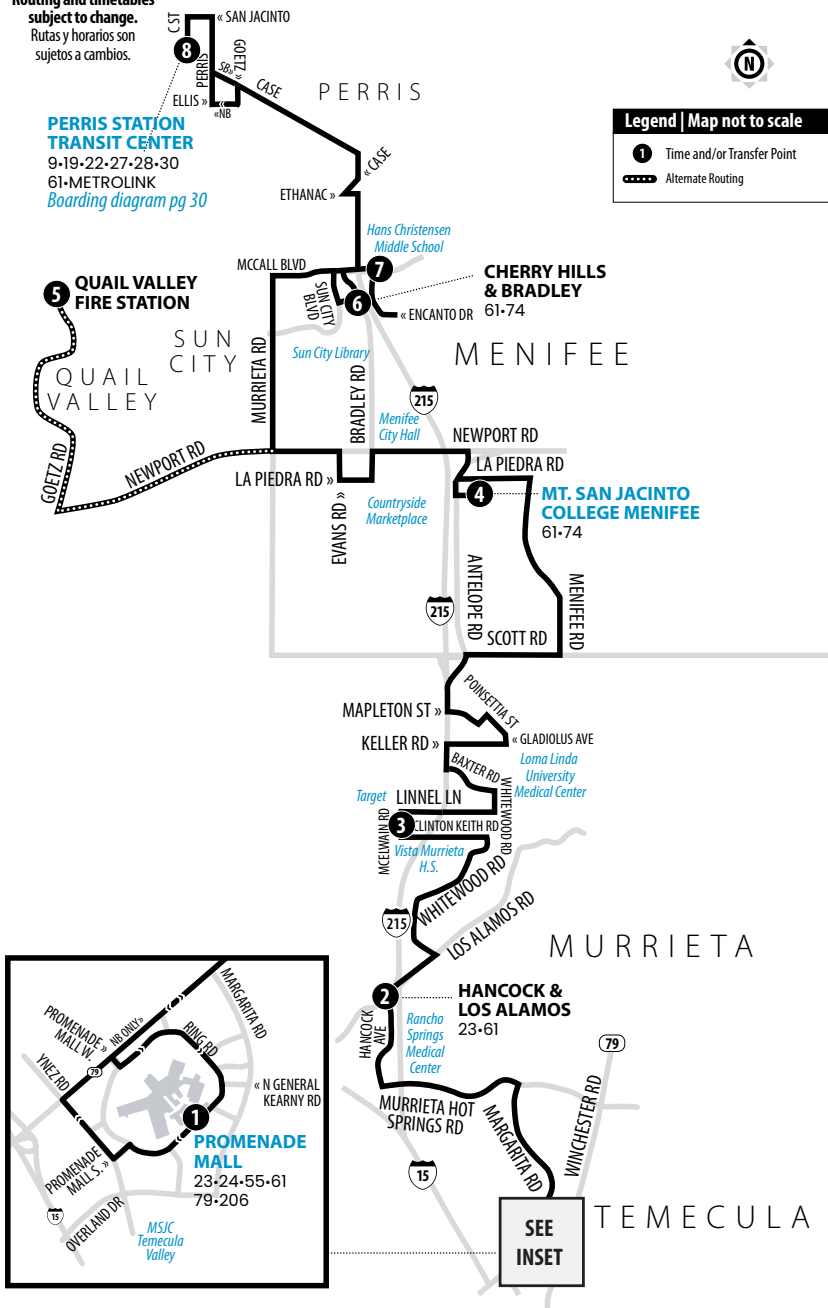 Routing and timetables
subject to change.
Rutas y horarios son
sujetos a cambios.
C ST
« SAN JACINTO
8
PERRIS
GOETZ
SB»
CASE
ELLIS »
«NB
PERRIS
N
Legend | Map not to scale
1 Time and/or Transfer Point
Alternate Routing
PERRIS STATION
TRANSIT CENTER
9•19•22•27•28•30
61•METROLINK
Boarding diagram pg 30
« CASE
ETHANAC »
Hans Christensen
Middle School
MCCALL BLVD
7
5
QUAIL VALLEY
FIRE STATION
SUN CITY
BLVD
6
CHERRY HILLS
& BRADLEY
61•74
« ENCANTO DR
SUN
CITY
QUAIL
VALLEY
MURRIETA RD
Sun City Library
BRADLEY RD
MENIFEE
215
Menifee
City Hall
NEWPORT RD
GOETZ RD
NEWPORT RD
LA PIEDRA RD »
LA PIEDRA RD
EVANS RD »
Countryside
Marketplace
4
MT. SAN JACINTO
COLLEGE MENIFEE
61•74
ANTELOPE RD
MENIFEE RD
215
SCOTT RD
MAPLETON ST »
POINSETTIA ST
KELLER RD »
« GLADIOLUS AVE
BAXTER RD
Loma Linda
University
Medical Center
Target
LINNEL LN
WHITEWOOD RD
MCELWAIN RD
3
CLINTON KEITH RD
Vista Murrieta
H.S.
WHITEWOOD RD
215
LOS ALAMOS RD
MURRIETA
2
HANCOCK &
LOS ALAMOS
23•61
HANCOCK
AVE
Rancho
Springs
Medical
Center
79
MURRIETA HOT
SPRINGS RD
MARGARITA RD
WINCHESTER RD
15
SEE
INSET
TEMECULA
MARGARITA RD
PROMENADE »
MALL W.
NB ONLY»
RING RD
YNEZ RD
79
« N GENERAL
KEARNY RD
1
PROMENADE
MALL
23•24•55•61
79•206
PROMENADE
MALL S. »
15
OVERLAND DR
MSJC
Temecula
Valley